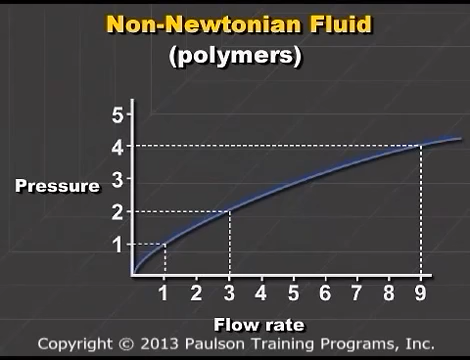 Non-Newtonian Fluid
(polymers)
5
4
3
2
1
Pressure
1 2 3 4 5 6 7 8 9
Flow rate
Copyright © 2013 Paulson Training Programs, Inc.